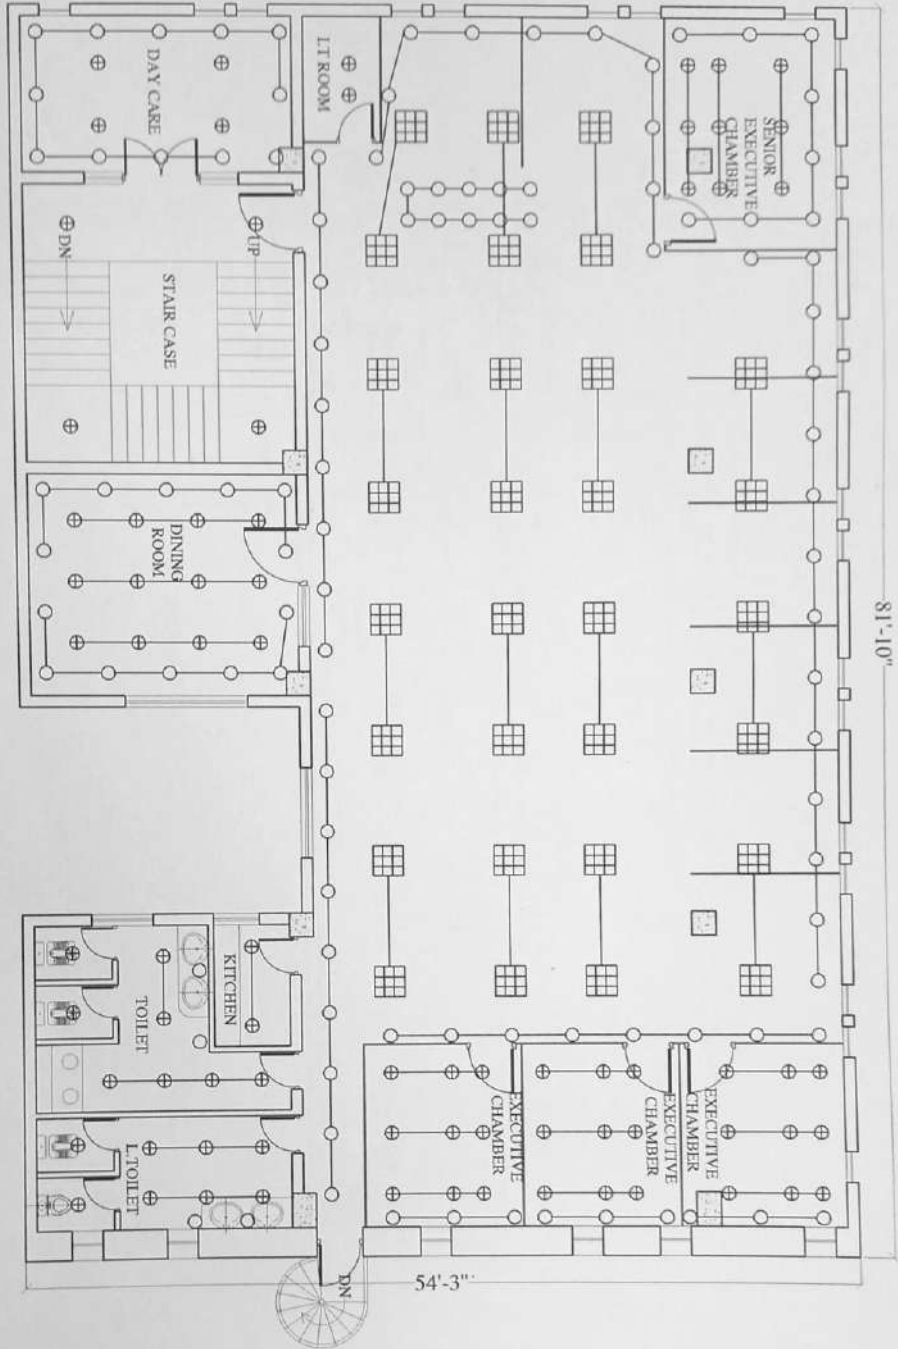 DAY CARE
I.T ROOM
SENIOR
EXECUTIVE
CHAMBER
DN
UP
STAIR CASE
DINING
ROOM
81'-10"
KITCHEN
TOILET
L.TOILET
EXECUTIVE
CHAMBER
EXECUTIVE
CHAMBER
EXECUTIVE
CHAMBER
DN
54'-3"